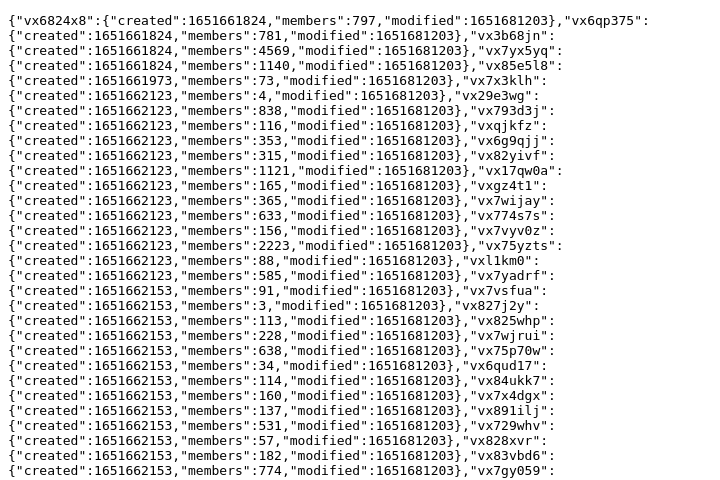 {"vx6824x8":{"created":1651661824,"members":797,"modified":1651681203},"vx6qp375":
{"created":1651661824,"members":781,"modified":1651681203},"vx3b68jn":
{"created":1651661824,"members":4569,"modified":1651681203},"vx7yx5yq":
{"created":1651661824,"members":1140,"modified":1651681203},"vx85e5l8":
{"created":1651661973,"members":73,"modified":1651681203},"vx7x3klh":
{"created":1651662123,"members":4,"modified":1651681203},"vx29e3wg":
{"created":1651662123,"members":838,"modified":1651681203},"vx793d3j":
{"created":1651662123,"members":116,"modified":1651681203},"vxqjkfz":
{"created":1651662123,"members":353,"modified":1651681203},"vx6g9qjj":
{"created":1651662123,"members":315,"modified":1651681203},"vx82yivf":
{"created":1651662123,"members":1121,"modified":1651681203},"vx17qw0a":
{"created":1651662123,"members":165,"modified":1651681203},"vxgz4t1":
{"created":1651662123,"members":365,"modified":1651681203},"vx7wijay":
{"created":1651662123,"members":633,"modified":1651681203},"vx774s7s":
{"created":1651662123,"members":156,"modified":1651681203},"vx7vyv0z":
{"created":1651662123,"members":2223,"modified":1651681203},"vx75yzts":
{"created":1651662123,"members":88,"modified":1651681203},"vxl1km0":
{"created":1651662123,"members":585,"modified":1651681203},"vx7yadrf":
{"created":1651662153,"members":91,"modified":1651681203},"vx7vsfua":
{"created":1651662153,"members":3,"modified":1651681203},"vx827j2y":
{"created":1651662153,"members":113,"modified":1651681203},"vx825whp":
{"created":1651662153,"members":228,"modified":1651681203},"vx7wjrui":
{"created":1651662153,"members":638,"modified":1651681203},"vx75p70w":
{"created":1651662153,"members":34,"modified":1651681203},"vx6qud17":
{"created":1651662153,"members":114,"modified":1651681203},"vx84ukk7":
{"created":1651662153,"members":160,"modified":1651681203},"vx7x4dgx":
{"created":1651662153,"members":137,"modified":1651681203},"vx891ilj":
{"created":1651662153,"members":531,"modified":1651681203},"vx729whv":
{"created":1651662153,"members":57,"modified":1651681203},"vx828xvr":
{"created":1651662153,"members":182,"modified":1651681203},"vx83vbd6":
{"created":1651662153,"members":774,"modified":1651681203},"vx7gy059":